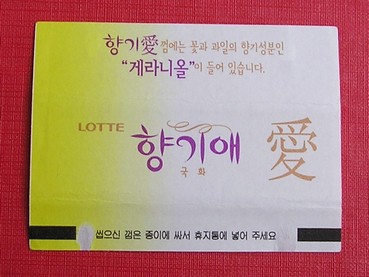 향기愛 껌에는 꽃과 과일의 향기성분인
“게라니올”이 들어 있습니다.
LOTTE 향기애 愛
국화
씹으신 껌은 종이에 싸서 휴지통에 넣어 주세요